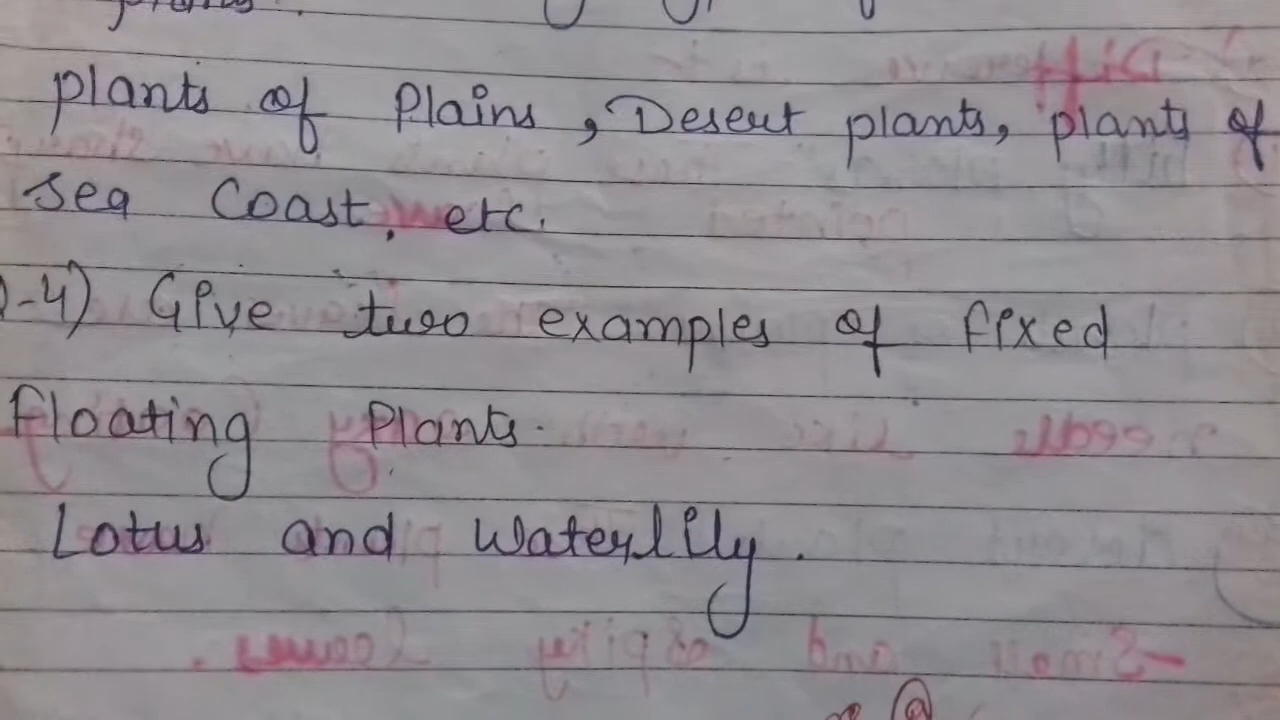 plants of Plains, Desert plants, plants of
sea Coast, etc.
-4) Give two examples of fixed
floating Plants.
Lotus and Waterlily.